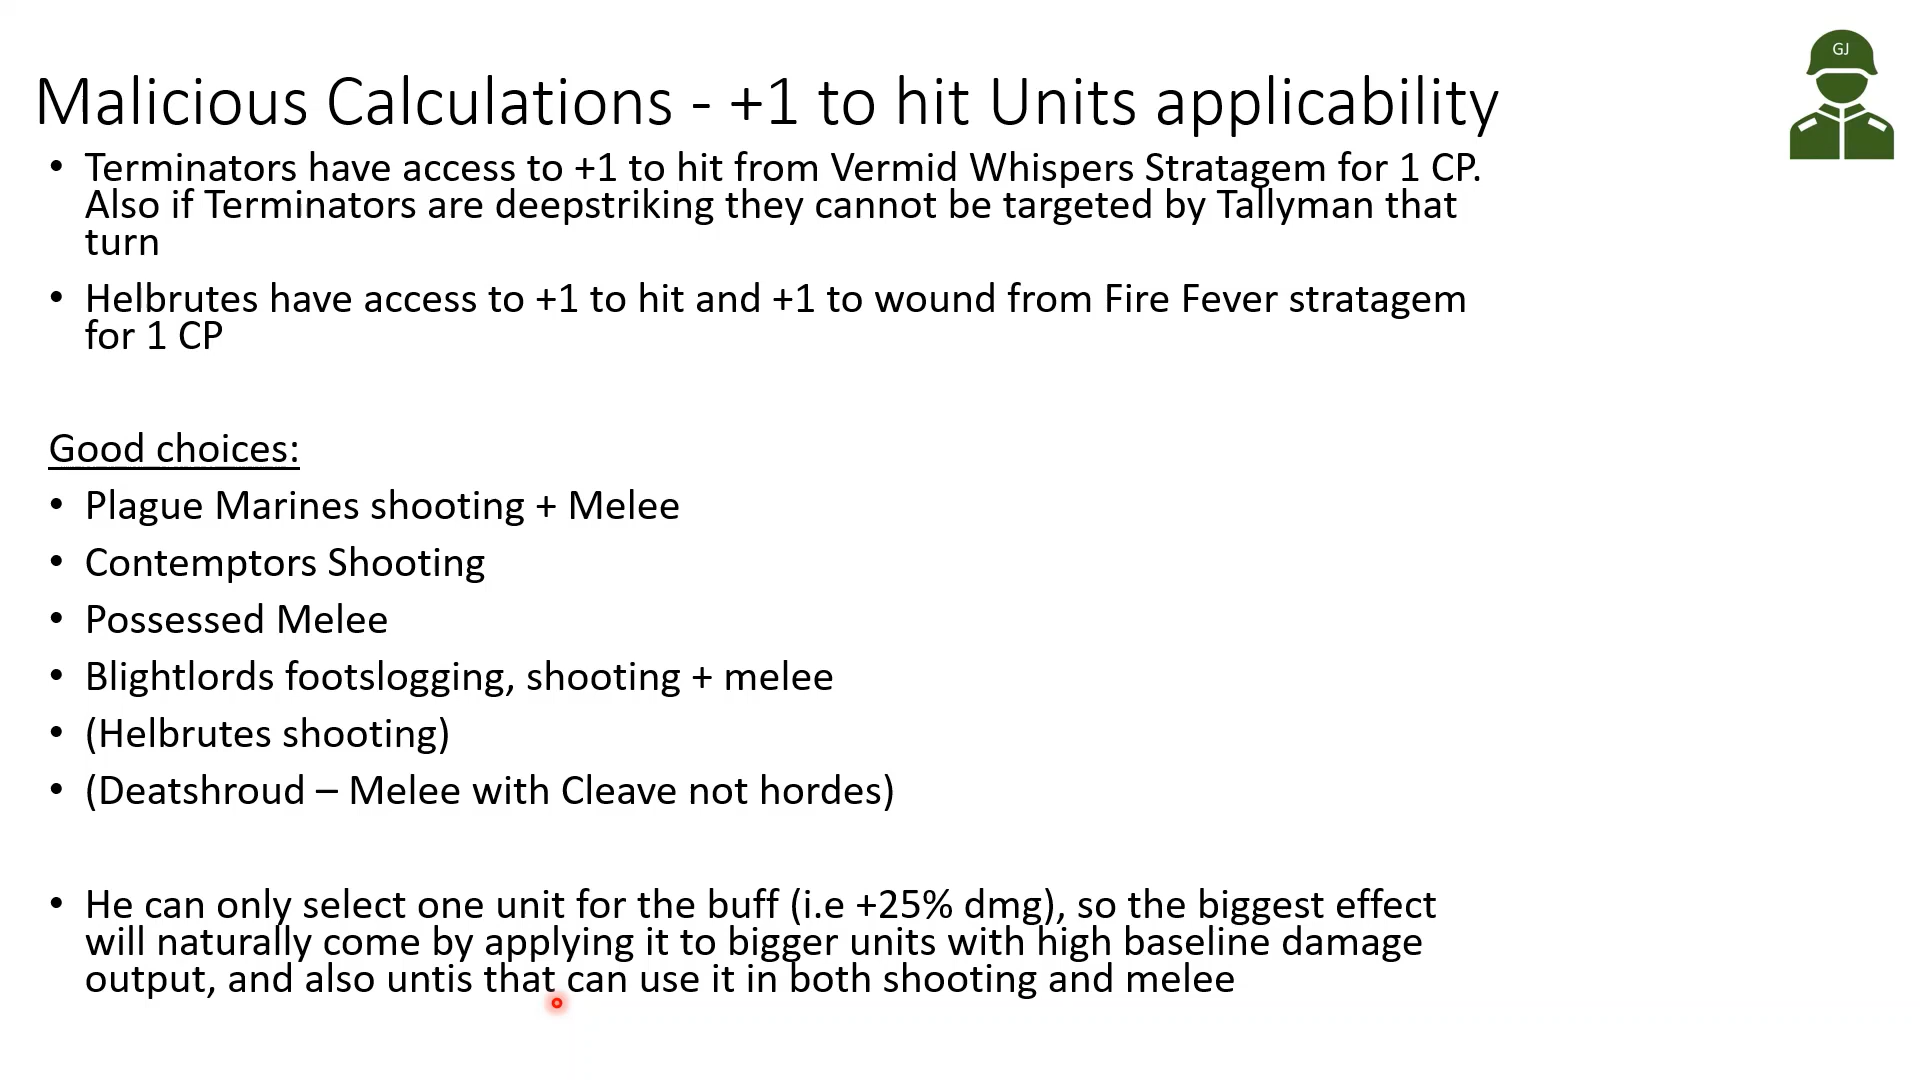 GJ
Malicious Calculations - +1 to hit Units applicability
• Terminators have access to +1 to hit from Vermid Whispers Stratagem for 1 CP.
Also if Terminators are deepstriking they cannot be targeted by Tallyman that
turn
• Helbrutes have access to +1 to hit and +1 to wound from Fire Fever stratagem
for 1 CP
Good choices:
• Plague Marines shooting + Melee
• Contemptors Shooting
• Possessed Melee
• Blightlords footslogging, shooting + melee
• (Helbrutes shooting)
• (Deatshroud – Melee with Cleave not hordes)
• He can only select one unit for the buff (i.e +25% dmg), so the biggest effect
will naturally come by applying it to bigger units with high baseline damage
output, and also untis that can use it in both shooting and melee